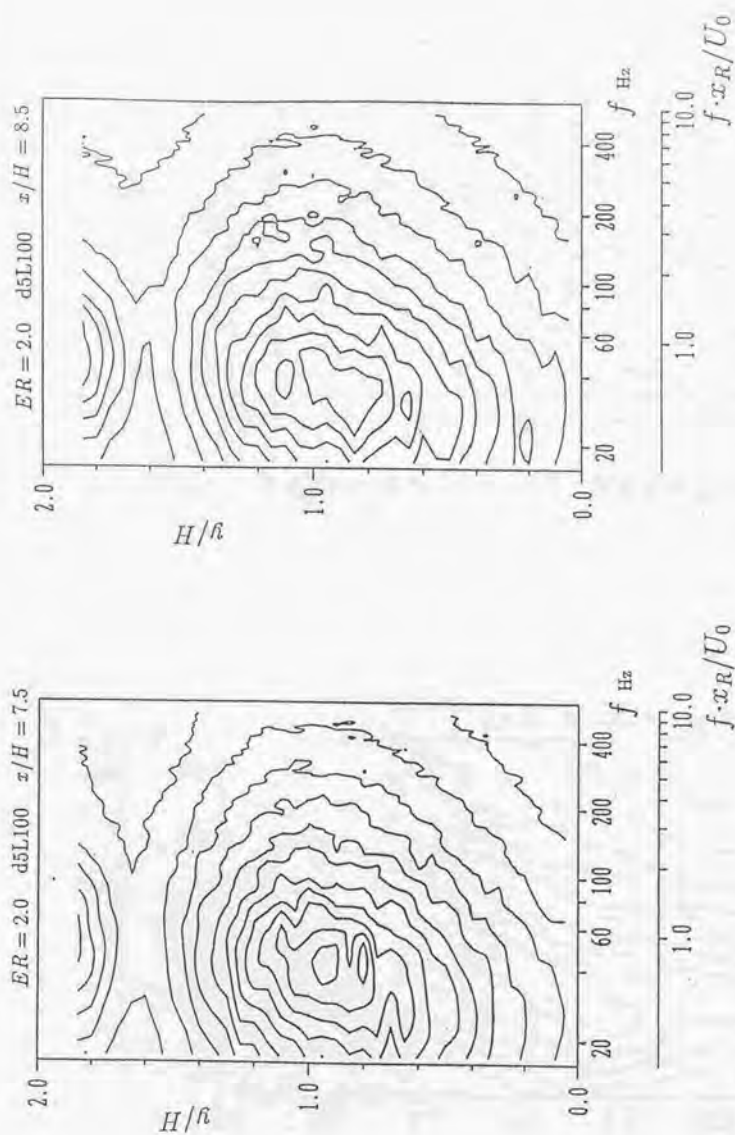 ER = 2.0 d5L100 x/H = 7.5
2.0
y/H
1.0
0.0
20 60 100 200 400 f Hz
1.0 10.0
f·x_R/U_0
ER = 2.0 d5L100 x/H = 8.5
2.0
y/H
1.0
0.0
20 60 100 200 400 f Hz
1.0 10.0
f·x_R/U_0